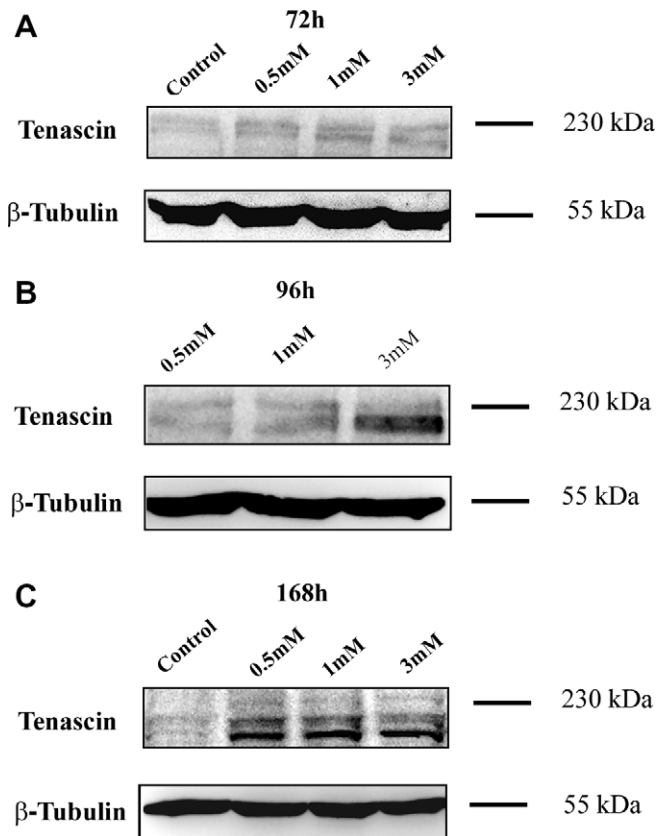 A
72h
Control 0.5mM 1mM 3mM
Tenascin 230 kDa
β-Tubulin 55 kDa
B
96h
0.5mM 1mM 3mM
Tenascin 230 kDa
β-Tubulin 55 kDa
C
168h
Control 0.5mM 1mM 3mM
Tenascin 230 kDa
β-Tubulin 55 kDa